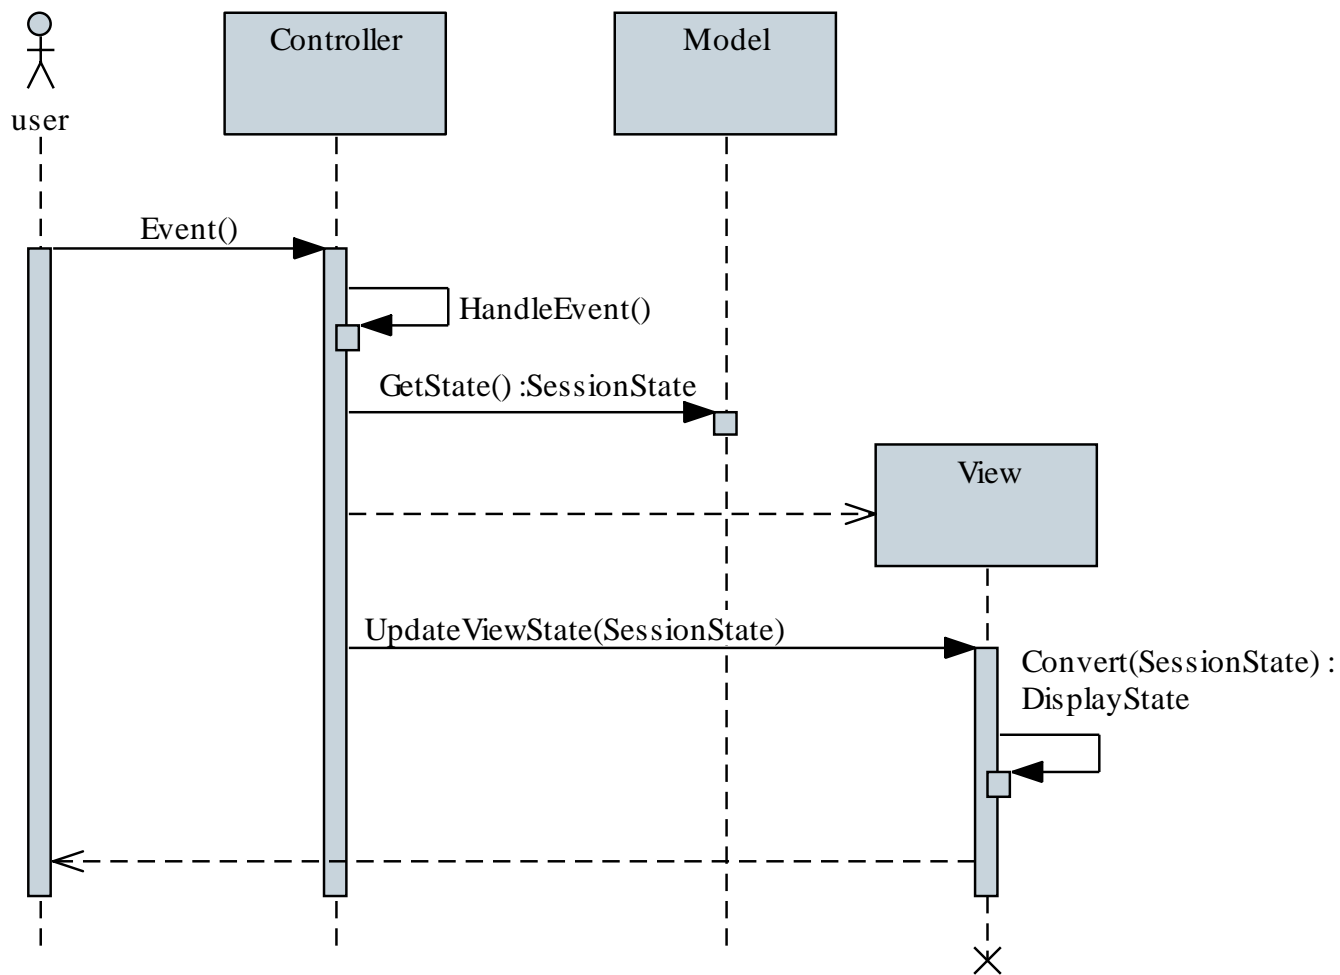 Controller
Model
user
Event()
HandleEvent()
GetState() :SessionState
View
UpdateViewState(SessionState)
Convert(SessionState) :
DisplayState